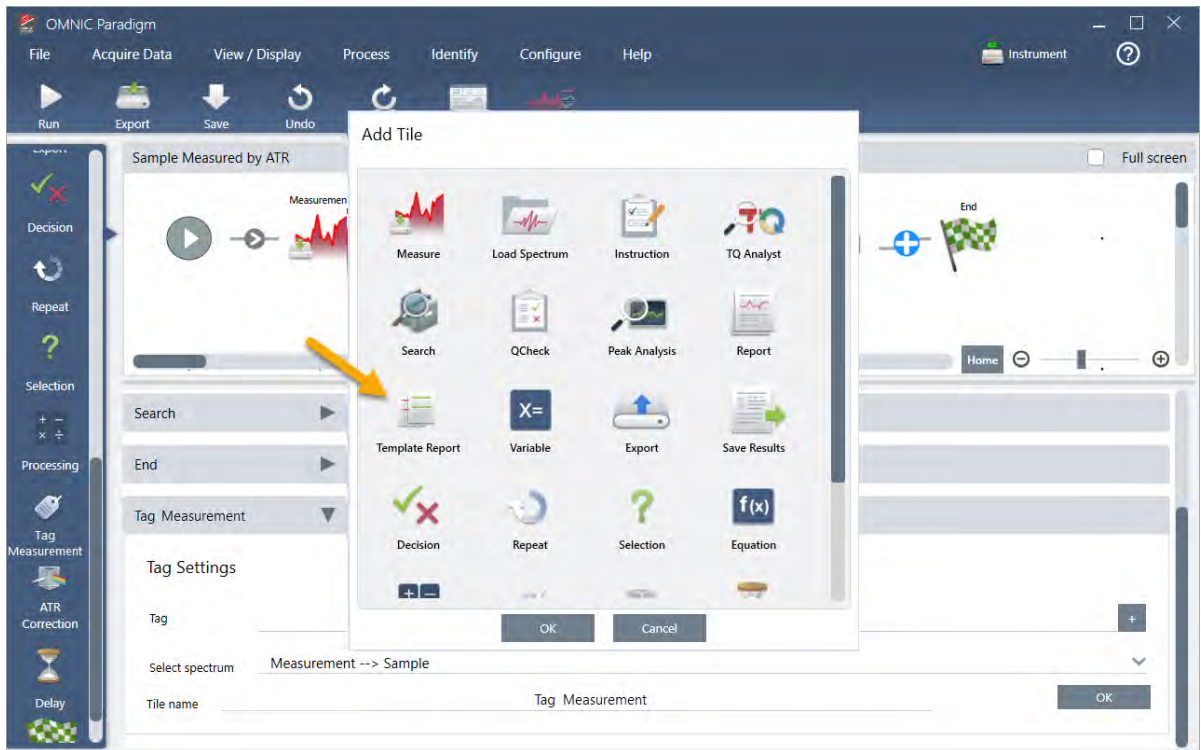 OMNIC Paradigm
File Acquire Data View / Display Process Identify Configure Help Instrument ?
Run Export Save Undo
Export
Decision
Repeat
Selection
Processing
Tag
Measurement
ATR
Correction
Delay
Sample Measured by ATR
Full screen
Measuremen
End
Home
Search
End
Tag Measurement
Tag Settings
Tag
+
Select spectrum Measurement --> Sample
Tile name Tag Measurement OK
Add Tile
Measure Load Spectrum Instruction TQ Analyst
Search QCheck Peak Analysis Report
X=
Template Report Variable Export Save Results
f(x)
Decision Repeat Selection Equation
OK Cancel